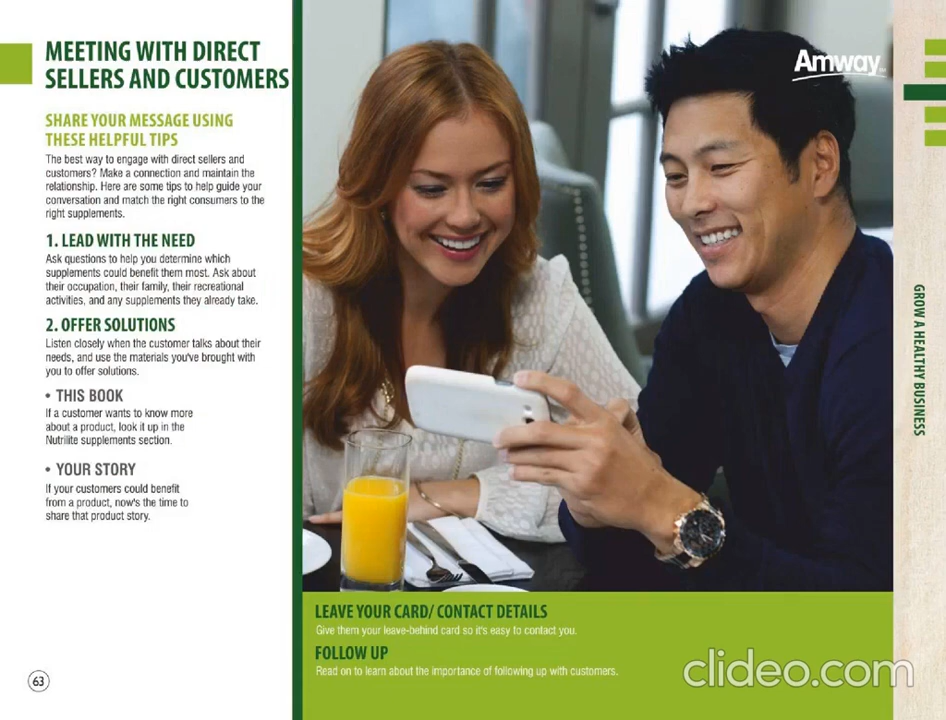 MEETING WITH DIRECT
SELLERS AND CUSTOMERS
SHARE YOUR MESSAGE USING
THESE HELPFUL TIPS
The best way to engage with direct sellers and
customers? Make a connection and maintain the
relationship. Here are some tips to help guide your
conversation and match the right consumers to the
right supplements.
1. LEAD WITH THE NEED
Ask questions to help you determine which
supplements could benefit them most. Ask about
their occupation, their family, their recreational
activities, and any supplements they already take.
2. OFFER SOLUTIONS
Listen closely when the customer talks about their
needs, and use the materials you've brought with
you to offer solutions.
• THIS BOOK
If a customer wants to know more
about a product, look it up in the
Nutrilite supplements section.
• YOUR STORY
If your customers could benefit
from a product, now's the time to
share that product story.
63
Amway
LEAVE YOUR CARD/ CONTACT DETAILS
Give them your leave-behind card so it's easy to contact you.
FOLLOW UP
Read on to learn about the importance of following up with customers.
GROW A HEALTHY BUSINESS
clideo.com